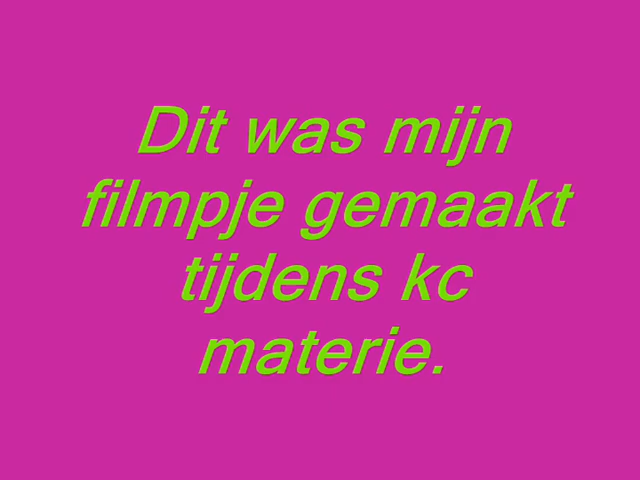 Dit was mijn
filmpje gemaakt
tijdens kc
materie.